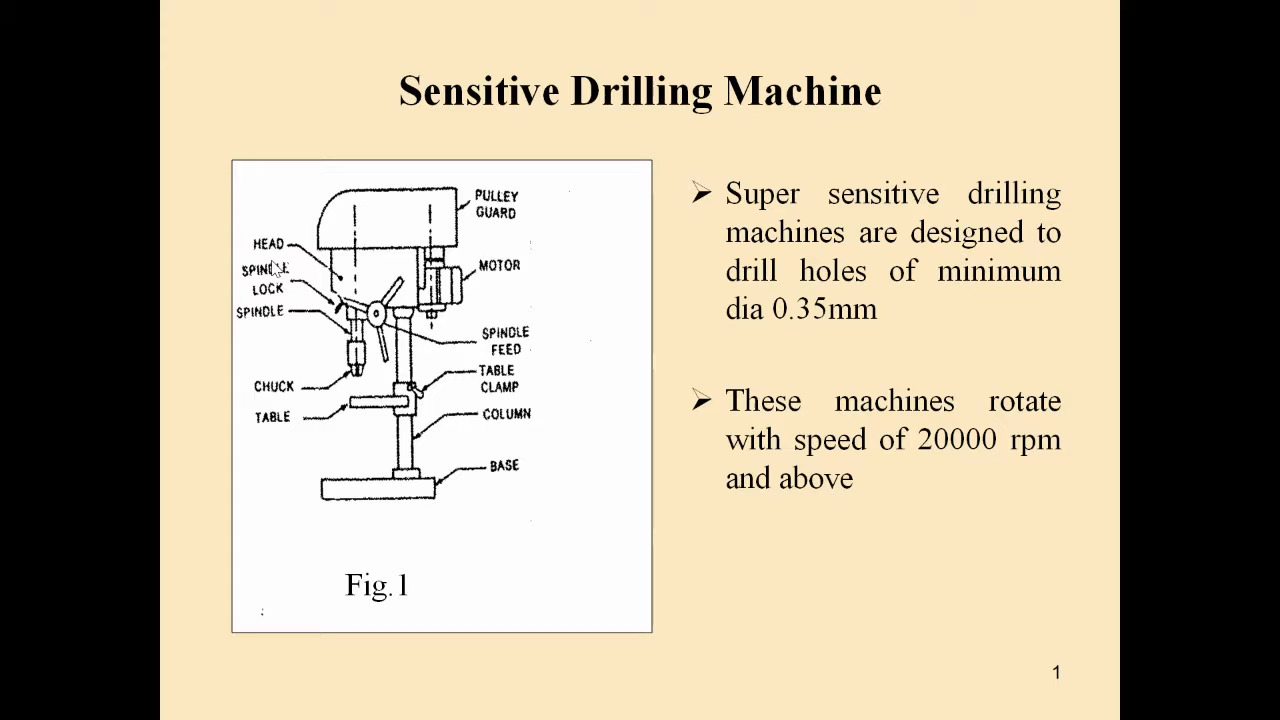 Sensitive Drilling Machine
PULLEY
GUARD
HEAD
SPINDLE
LOCK
MOTOR
SPINDLE
SPINDLE
FEED
TABLE
CLAMP
CHUCK
TABLE
COLUMN
BASE
Fig.1
Super sensitive drilling
machines are designed to
drill holes of minimum
dia 0.35mm
These machines rotate
with speed of 20000 rpm
and above
1